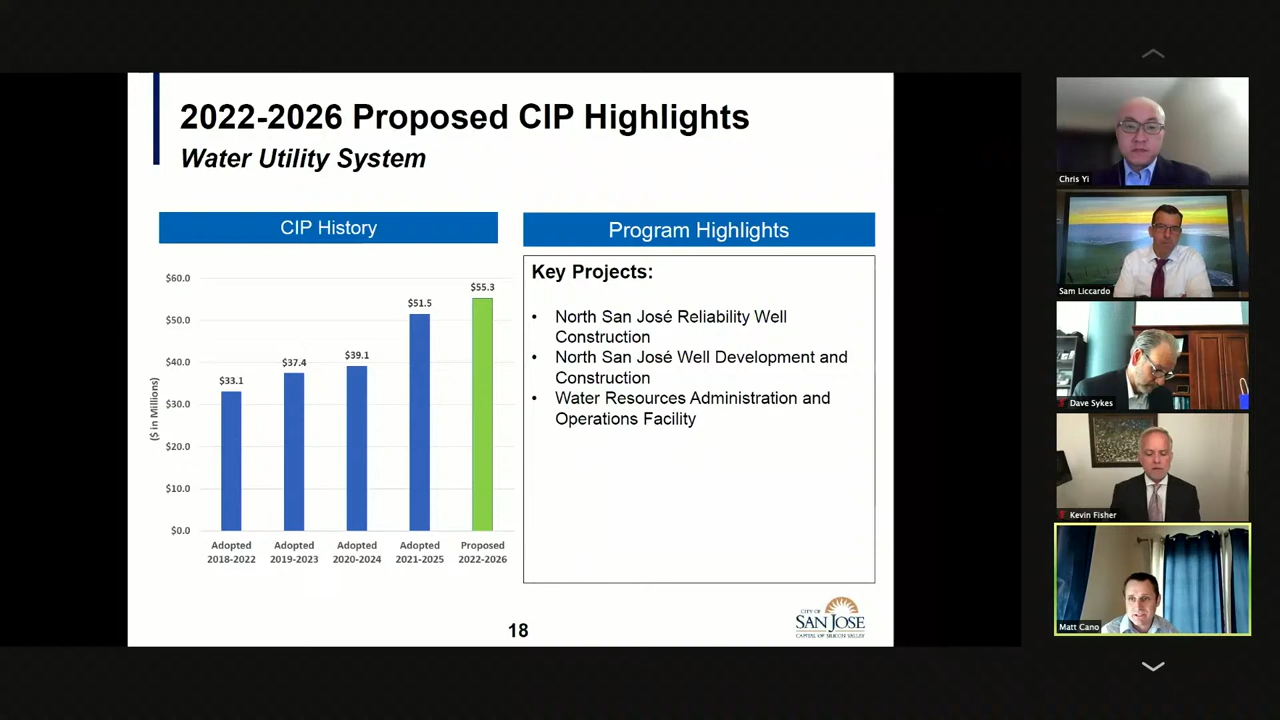 2022-2026 Proposed CIP Highlights
Water Utility System
CIP History
($ in Millions)
$60.0
$50.0
$40.0
$30.0
$20.0
$10.0
$0.0
$33.1
$37.4
$39.1
$51.5
$55.3
Adopted
2018-2022
Adopted
2019-2023
Adopted
2020-2024
Adopted
2021-2025
Proposed
2022-2026
Program Highlights
Key Projects:
• North San José Reliability Well
Construction
• North San José Well Development and
Construction
• Water Resources Administration and
Operations Facility
18
CITY OF
SAN JOSE
CAPITAL OF SILICON VALLEY
Chris Yi
Sam Liccardo
Dave Sykes
Kevin Fisher
Matt Cano